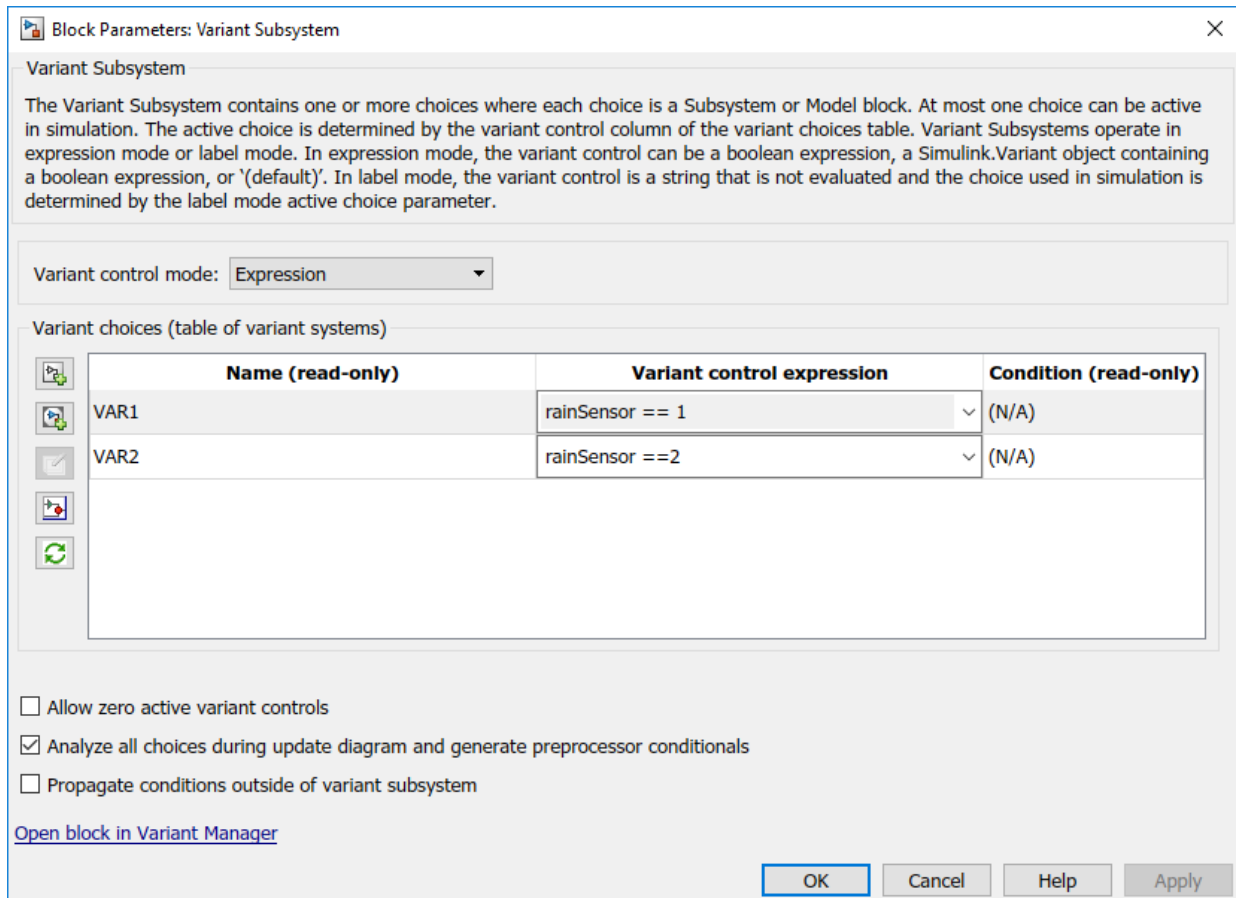 Block Parameters: Variant Subsystem
Variant Subsystem
The Variant Subsystem contains one or more choices where each choice is a Subsystem or Model block. At most one choice can be active
in simulation. The active choice is determined by the variant control column of the variant choices table. Variant Subsystems operate in
expression mode or label mode. In expression mode, the variant control can be a boolean expression, a Simulink.Variant object containing
a boolean expression, or ‘(default)’. In label mode, the variant control is a string that is not evaluated and the choice used in simulation is
determined by the label mode active choice parameter.
Variant control mode: Expression
Variant choices (table of variant systems)
Name (read-only) Variant control expression Condition (read-only)
VAR1 rainSensor == 1 (N/A)
VAR2 rainSensor ==2 (N/A)
Allow zero active variant controls
Analyze all choices during update diagram and generate preprocessor conditionals
Propagate conditions outside of variant subsystem
Open block in Variant Manager
OK Cancel Help Apply